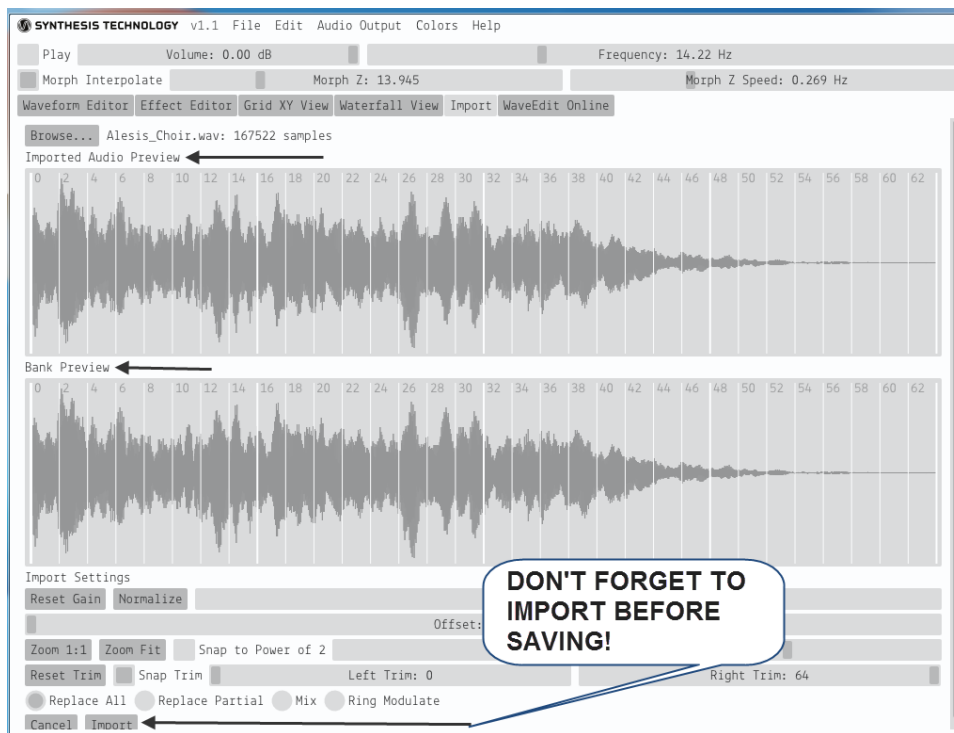 SYNTHESIS TECHNOLOGY v1.1 File Edit Audio Output Colors Help
Play Volume: 0.00 dB Frequency: 14.22 Hz
Morph Interpolate Morph Z: 13.945 Morph Z Speed: 0.269 Hz
Waveform Editor Effect Editor Grid XY View Waterfall View Import WaveEdit Online
Browse... Alesis_Choir.wav: 167522 samples
Imported Audio Preview
0 2 4 6 8 10 12 14 16 18 20 22 24 26 28 30 32 34 36 38 40 42 44 46 48 50 52 54 56 58 60 62
Bank Preview
0 2 4 6 8 10 12 14 16 18 20 22 24 26 28 30 32 34 36 38 40 42 44 46 48 50 52 54 56 58 60 62
Import Settings
Reset Gain Normalize
Offset:
Zoom 1:1 Zoom Fit Snap to Power of 2
Reset Trim Snap Trim Left Trim: 0 Right Trim: 64
Replace All Replace Partial Mix Ring Modulate
Cancel Import
DON'T FORGET TO
IMPORT BEFORE
SAVING!